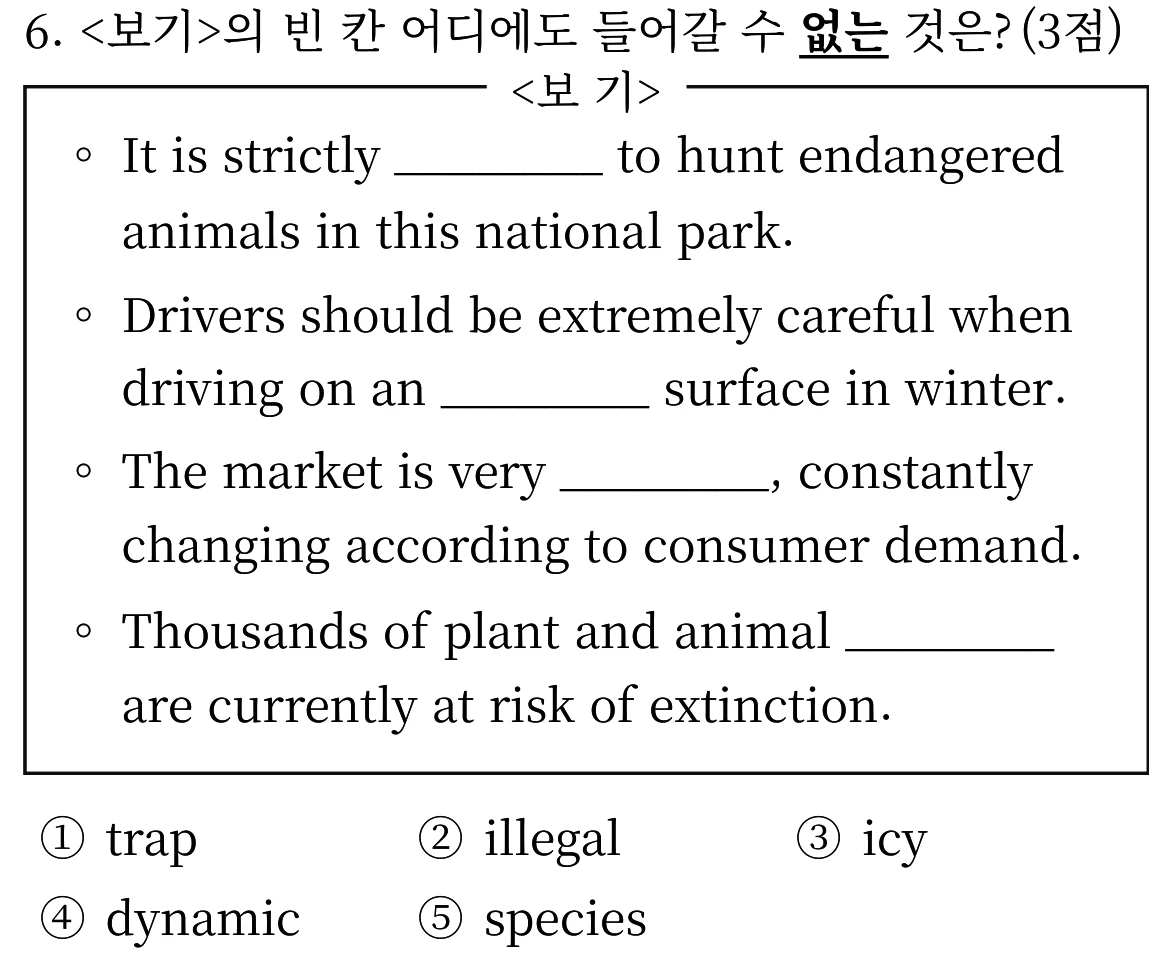 6. <보기>의 빈 칸 어디에도 들어갈 수 없는 것은? (3점)
<보 기>
◦ It is strictly ________ to hunt endangered
animals in this national park.
◦ Drivers should be extremely careful when
driving on an ________ surface in winter.
◦ The market is very ________, constantly
changing according to consumer demand.
◦ Thousands of plant and animal ________
are currently at risk of extinction.
① trap ② illegal ③ icy
④ dynamic ⑤ species